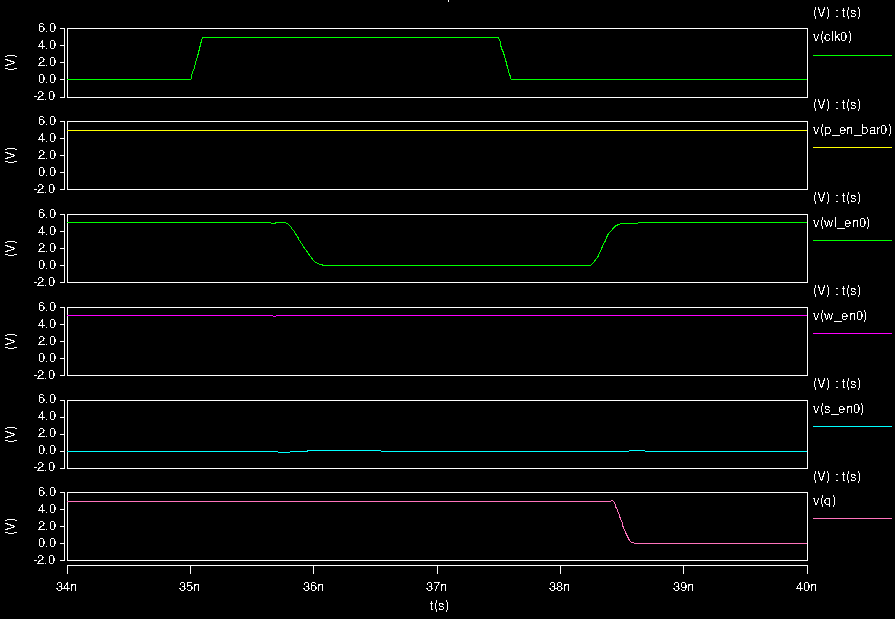 (V) : t(s)
v(clk0)
6.0
4.0
2.0
0.0
-2.0
(V)
(V) : t(s)
v(p_en_bar0)
6.0
4.0
2.0
0.0
-2.0
(V)
(V) : t(s)
v(wl_en0)
6.0
4.0
2.0
0.0
-2.0
(V)
(V) : t(s)
v(w_en0)
6.0
4.0
2.0
0.0
-2.0
(V)
(V) : t(s)
v(s_en0)
6.0
4.0
2.0
0.0
-2.0
(V)
(V) : t(s)
v(q)
6.0
4.0
2.0
0.0
-2.0
(V)
34n 35n 36n 37n 38n 39n 40n
t(s)